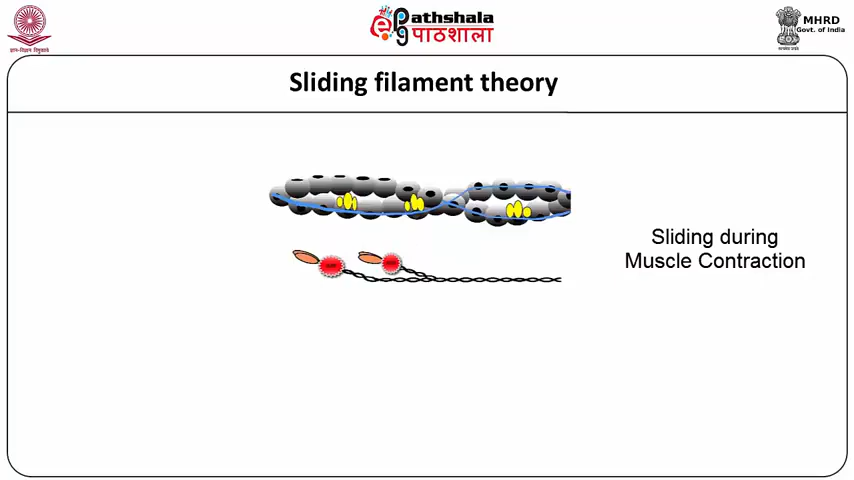 ePathshala
पाठशाला
MHRD
Govt. of India
Sliding filament theory
Sliding during
Muscle Contraction